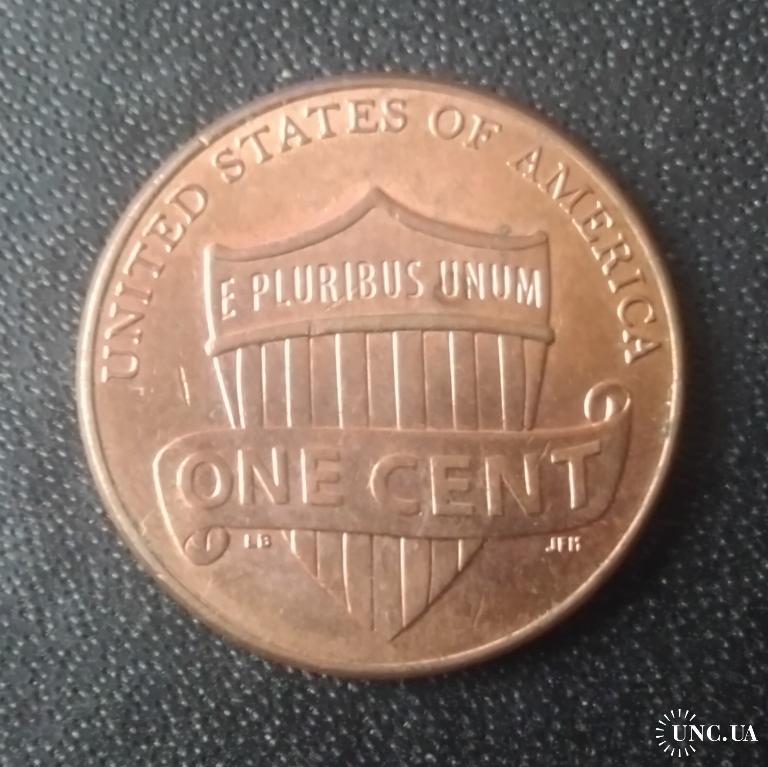 UNITED STATES OF AMERICA
E PLURIBUS UNUM
ONE CENT
LB JFM
UNC.UA